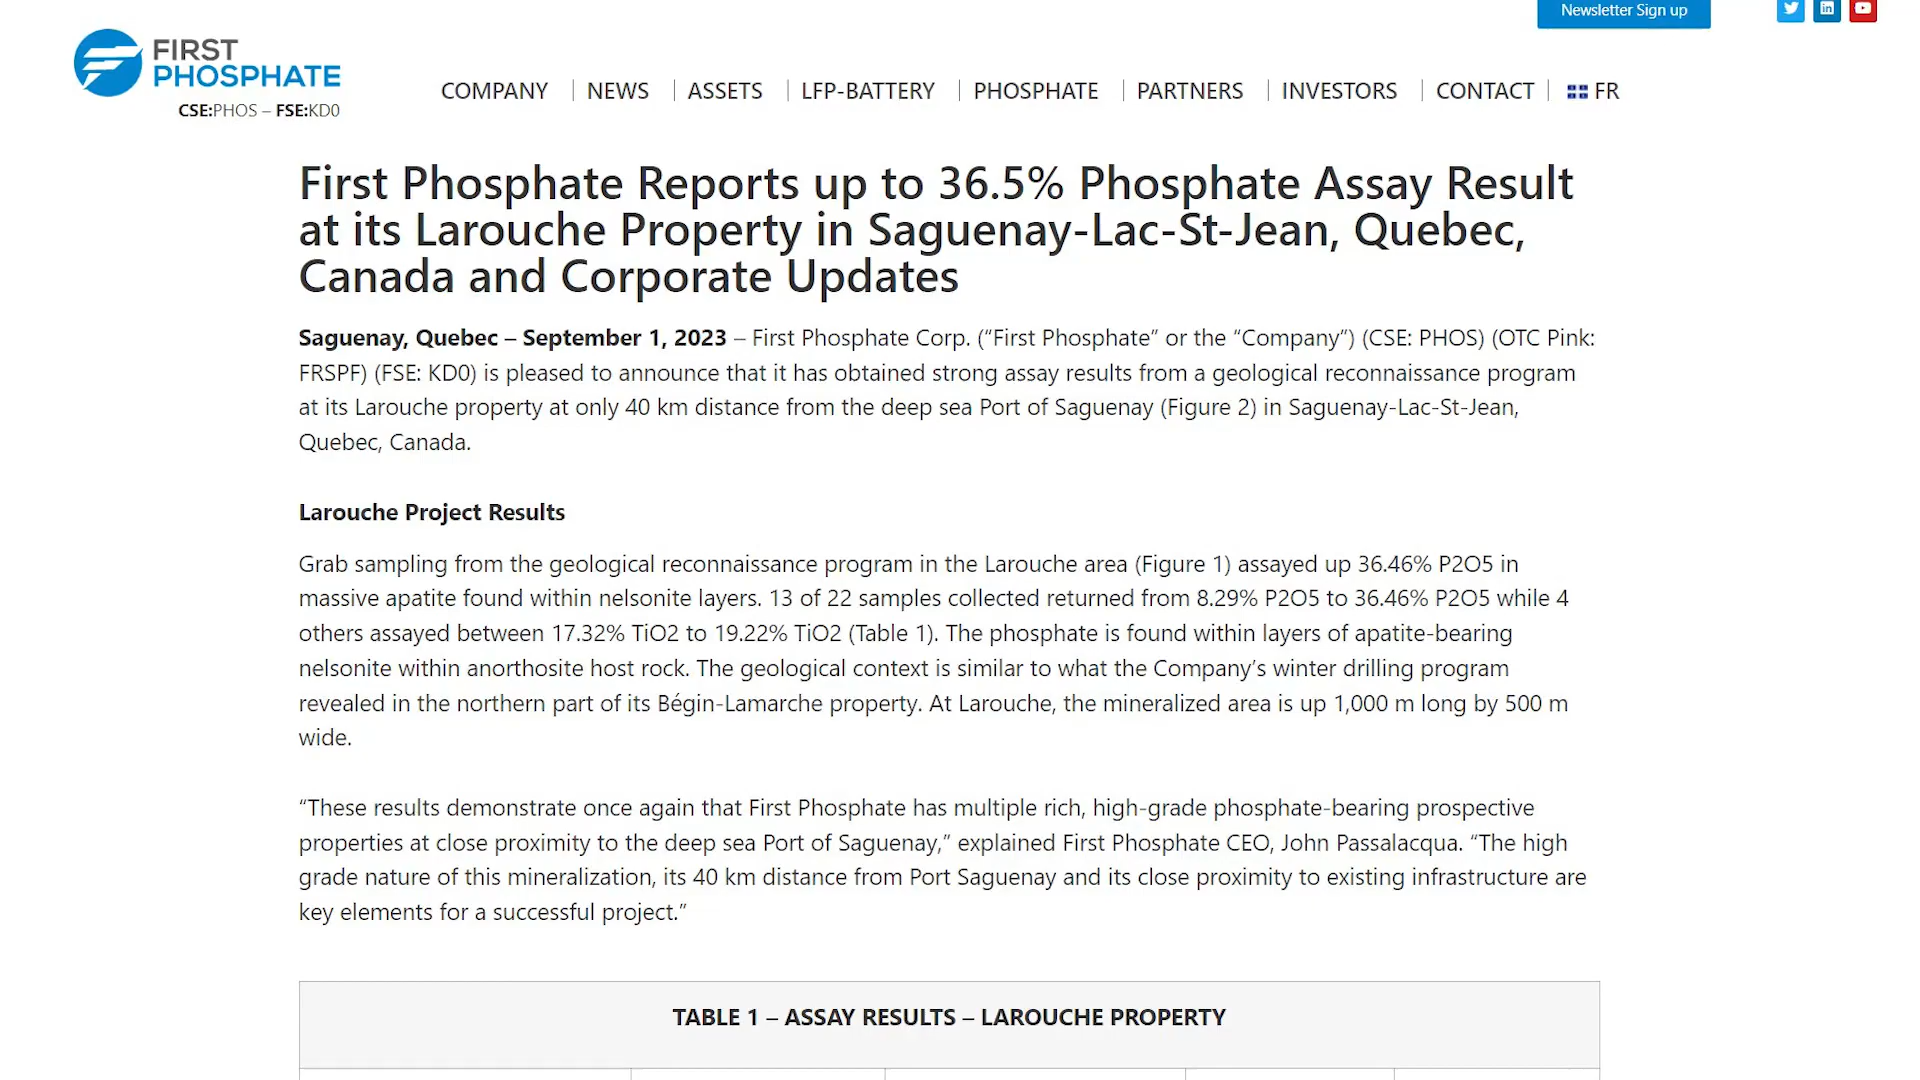 Newsletter Sign up
FIRST
PHOSPHATE
CSE:PHOS – FSE:KD0
COMPANY
NEWS
ASSETS
LFP-BATTERY
PHOSPHATE
PARTNERS
INVESTORS
CONTACT
FR
First Phosphate Reports up to 36.5% Phosphate Assay Result
at its Larouche Property in Saguenay-Lac-St-Jean, Quebec,
Canada and Corporate Updates
Saguenay, Quebec – September 1, 2023 – First Phosphate Corp. (“First Phosphate” or the “Company”) (CSE: PHOS) (OTC Pink:
FRSPF) (FSE: KD0) is pleased to announce that it has obtained strong assay results from a geological reconnaissance program
at its Larouche property at only 40 km distance from the deep sea Port of Saguenay (Figure 2) in Saguenay-Lac-St-Jean,
Quebec, Canada.
Larouche Project Results
Grab sampling from the geological reconnaissance program in the Larouche area (Figure 1) assayed up 36.46% P2O5 in
massive apatite found within nelsonite layers. 13 of 22 samples collected returned from 8.29% P2O5 to 36.46% P2O5 while 4
others assayed between 17.32% TiO2 to 19.22% TiO2 (Table 1). The phosphate is found within layers of apatite-bearing
nelsonite within anorthosite host rock. The geological context is similar to what the Company’s winter drilling program
revealed in the northern part of its Bégin-Lamarche property. At Larouche, the mineralized area is up 1,000 m long by 500 m
wide.
“These results demonstrate once again that First Phosphate has multiple rich, high-grade phosphate-bearing prospective
properties at close proximity to the deep sea Port of Saguenay,” explained First Phosphate CEO, John Passalacqua. “The high
grade nature of this mineralization, its 40 km distance from Port Saguenay and its close proximity to existing infrastructure are
key elements for a successful project.”
TABLE 1 – ASSAY RESULTS – LAROUCHE PROPERTY